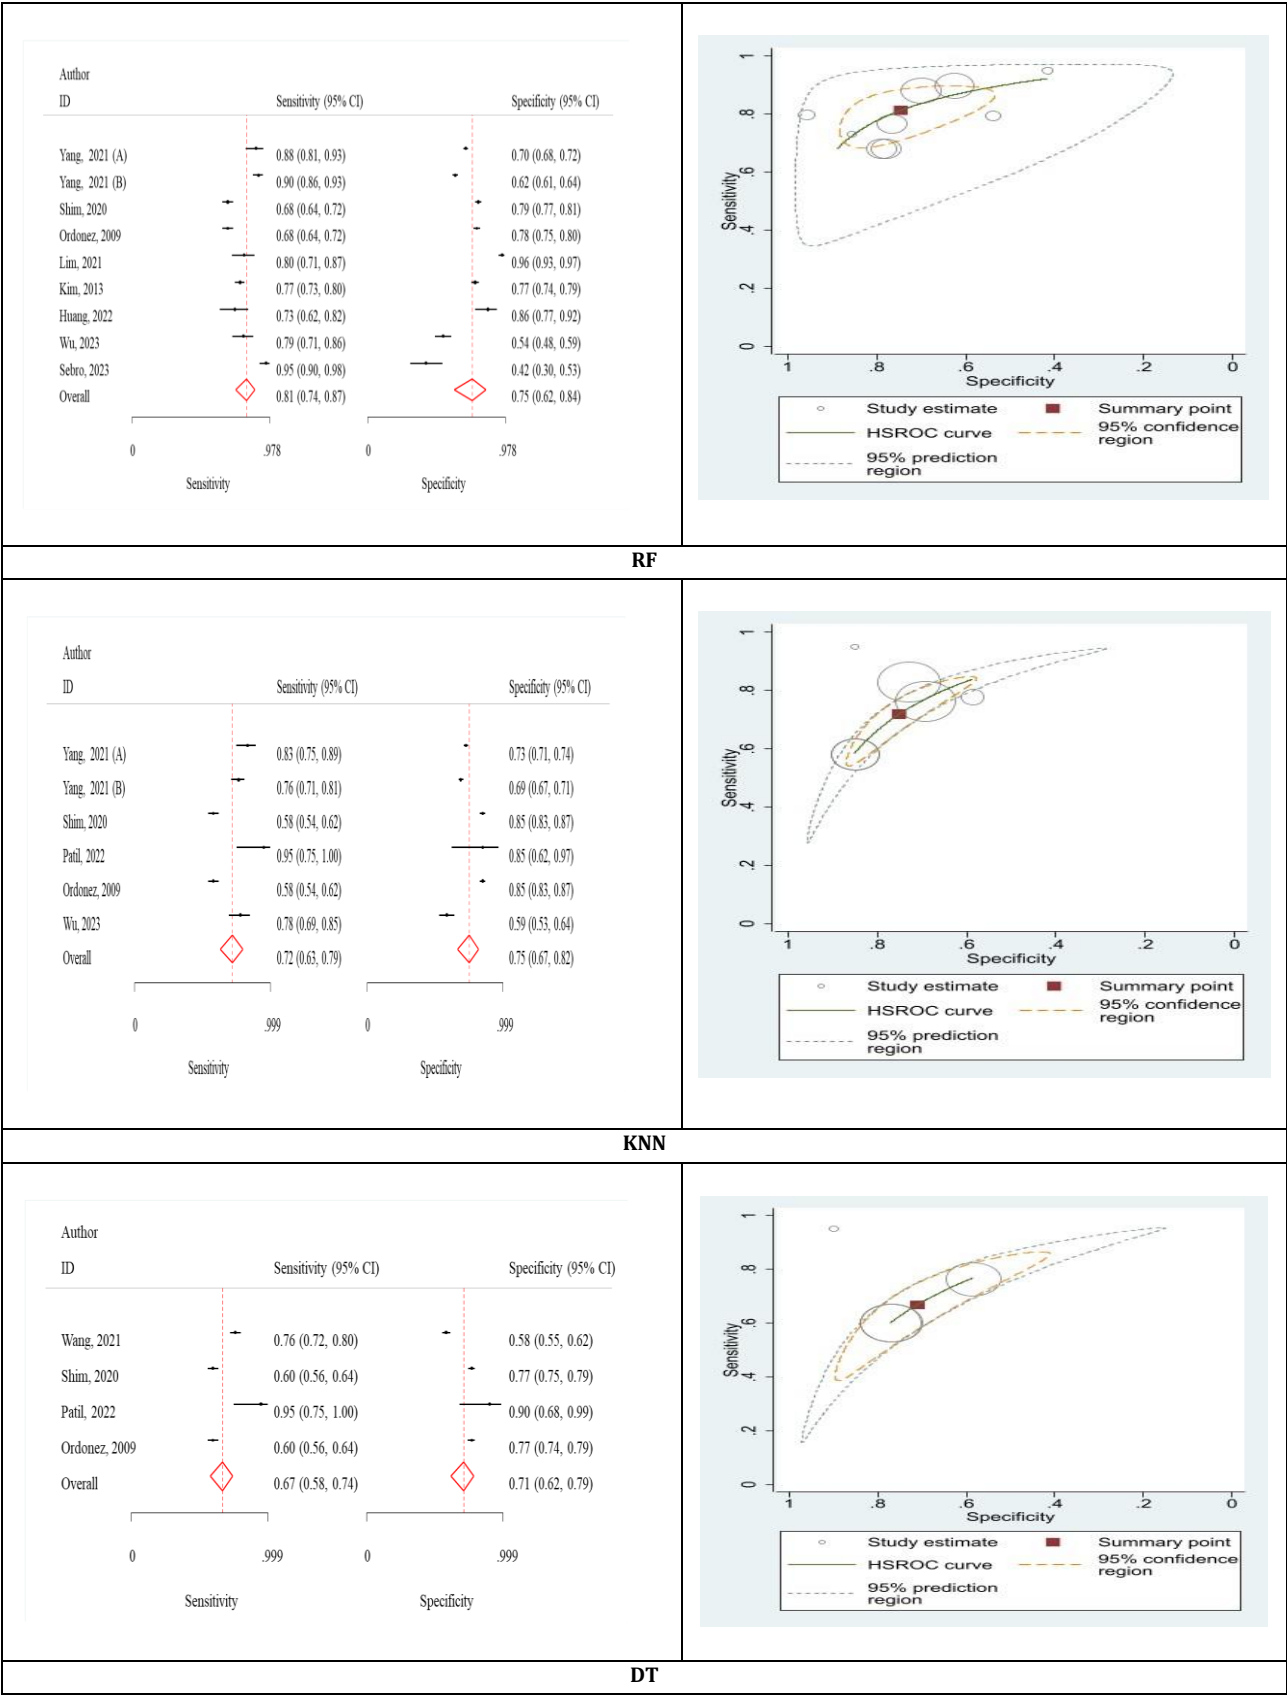 Author
ID Sensitivity (95% CI) Specificity (95% CI)
Yang, 2021 (A) 0.88 (0.81, 0.93) 0.70 (0.68, 0.72)
Yang, 2021 (B) 0.90 (0.86, 0.93) 0.62 (0.61, 0.64)
Shim, 2020 0.68 (0.64, 0.72) 0.79 (0.77, 0.81)
Ordonez, 2009 0.68 (0.64, 0.72) 0.78 (0.75, 0.80)
Lim, 2021 0.80 (0.71, 0.87) 0.96 (0.93, 0.97)
Kim, 2013 0.77 (0.73, 0.80) 0.77 (0.74, 0.79)
Huang, 2022 0.73 (0.62, 0.82) 0.86 (0.77, 0.92)
Wu, 2023 0.79 (0.71, 0.86) 0.54 (0.48, 0.59)
Sebro, 2023 0.95 (0.90, 0.98) 0.42 (0.30, 0.53)
Overall 0.81 (0.74, 0.87) 0.75 (0.62, 0.84)
0 .978 0 .978
Sensitivity Specificity
1
.8
.6
.4
.2
0
Sensitivity
1 .8 .6 .4 .2 0
Specificity
Study estimate Summary point
HSROC curve 95% confidence
region
95% prediction
region
RF
Author
ID Sensitivity (95% CI) Specificity (95% CI)
Yang, 2021 (A) 0.83 (0.75, 0.89) 0.73 (0.71, 0.74)
Yang, 2021 (B) 0.76 (0.71, 0.81) 0.69 (0.67, 0.71)
Shim, 2020 0.58 (0.54, 0.62) 0.85 (0.83, 0.87)
Patil, 2022 0.95 (0.75, 1.00) 0.85 (0.62, 0.97)
Ordonez, 2009 0.58 (0.54, 0.62) 0.85 (0.83, 0.87)
Wu, 2023 0.78 (0.69, 0.85) 0.59 (0.53, 0.64)
Overall 0.72 (0.63, 0.79) 0.75 (0.67, 0.82)
0 .999 0 .999
Sensitivity Specificity
1
.8
.6
.4
.2
0
Sensitivity
1 .8 .6 .4 .2 0
Specificity
Study estimate Summary point
HSROC curve 95% confidence
region
95% prediction
region
KNN
Author
ID Sensitivity (95% CI) Specificity (95% CI)
Wang, 2021 0.76 (0.72, 0.80) 0.58 (0.55, 0.62)
Shim, 2020 0.60 (0.56, 0.64) 0.77 (0.75, 0.79)
Patil, 2022 0.95 (0.75, 1.00) 0.90 (0.68, 0.99)
Ordonez, 2009 0.60 (0.56, 0.64) 0.77 (0.74, 0.79)
Overall 0.67 (0.58, 0.74) 0.71 (0.62, 0.79)
0 .999 0 .999
Sensitivity Specificity
1
.8
.6
.4
.2
0
Sensitivity
1 .8 .6 .4 .2 0
Specificity
Study estimate Summary point
HSROC curve 95% confidence
region
95% prediction
region
DT